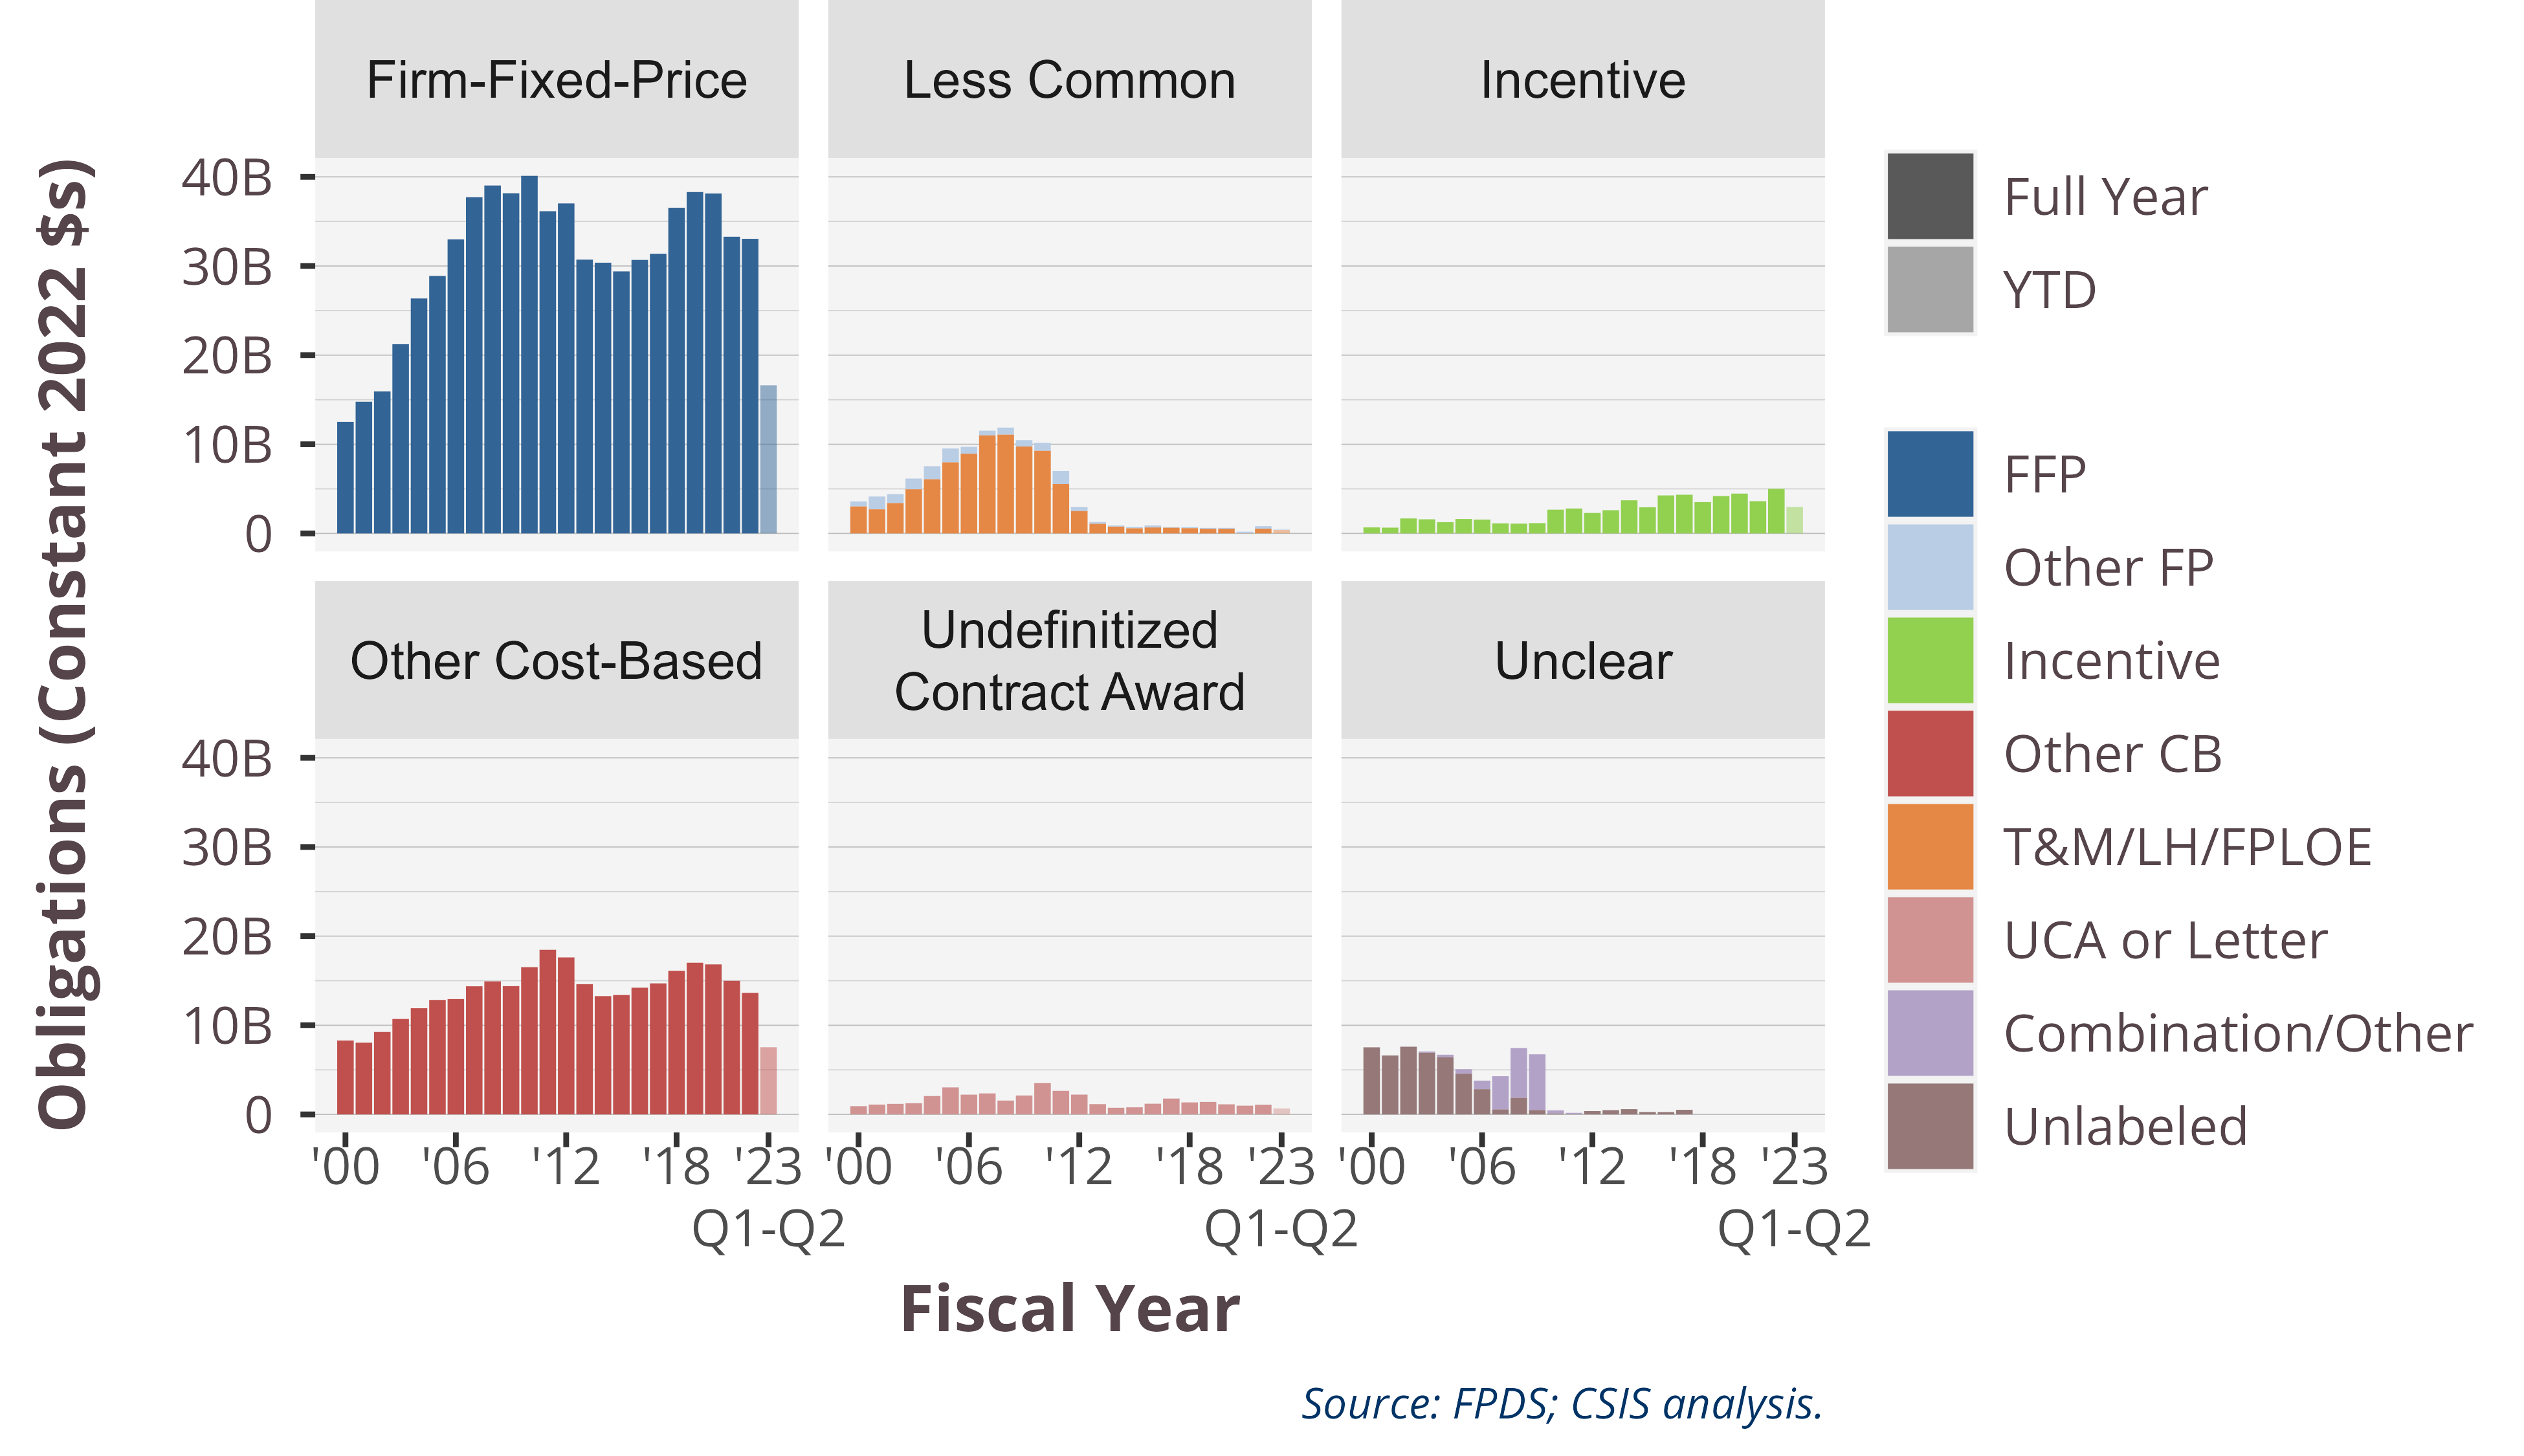 Firm-Fixed-Price
Less Common
Incentive
Obligations (Constant 2022 $s)
40B
30B
20B
10B
0
Other Cost-Based
Undefinitized
Contract Award
Unclear
40B
30B
20B
10B
0
'00 '06 '12 '18 '23
Q1-Q2
'00 '06 '12 '18 '23
Q1-Q2
'00 '06 '12 '18 '23
Q1-Q2
Fiscal Year
Full Year
YTD
FFP
Other FP
Incentive
Other CB
T&M/LH/FPLOE
UCA or Letter
Combination/Other
Unlabeled
Source: FPDS; CSIS analysis.